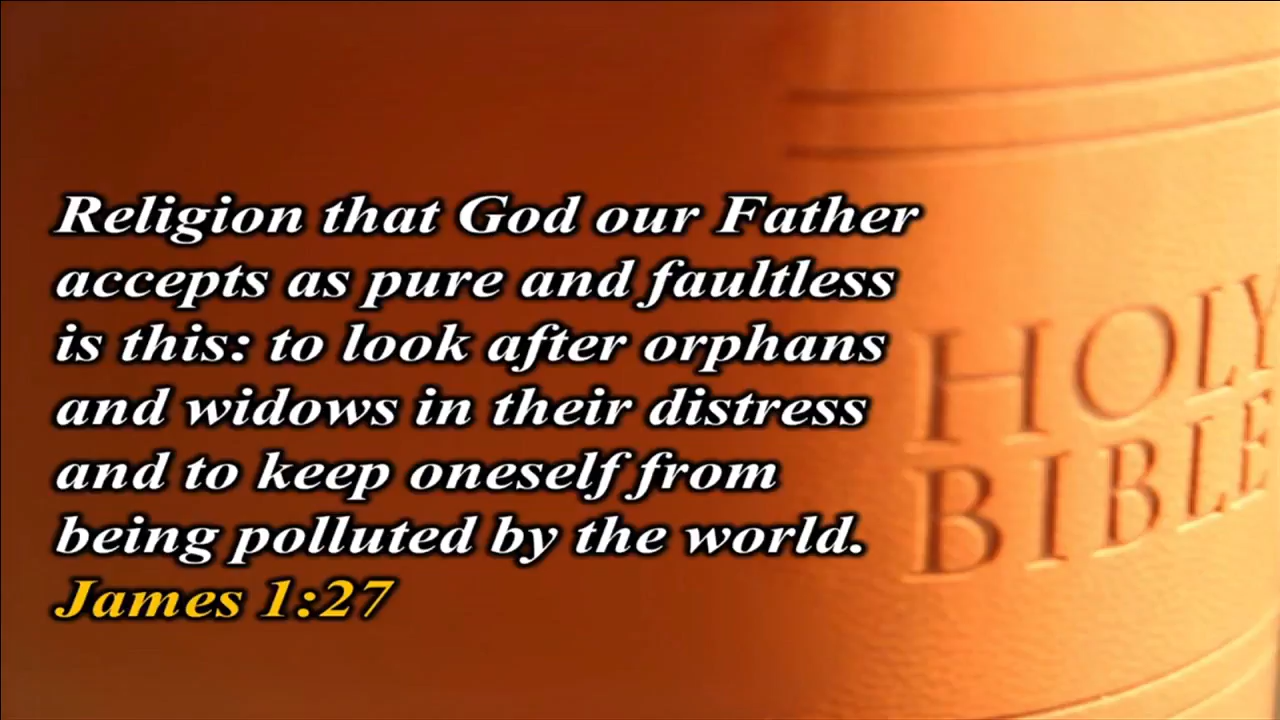 Religion that God our Father
accepts as pure and faultless
is this: to look after orphans
and widows in their distress
and to keep oneself from
being polluted by the world.
James 1:27
HOLY
BIBLE